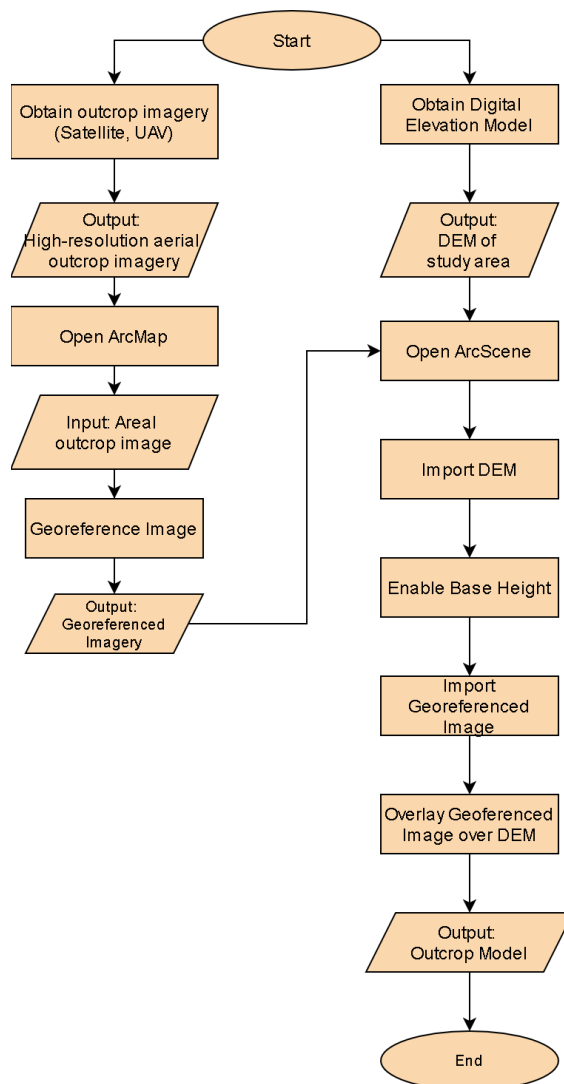 Start
Obtain outcrop imagery
(Satellite, UAV)
Output:
High-resolution aerial
outcrop imagery
Open ArcMap
Input: Areal
outcrop image
Georeference Image
Output:
Georeferenced
Imagery
Obtain Digital
Elevation Model
Output:
DEM of
study area
Open ArcScene
Import DEM
Enable Base Height
Import
Georeferenced
Image
Overlay Geoferenced
Image over DEM
Output:
Outcrop Model
End